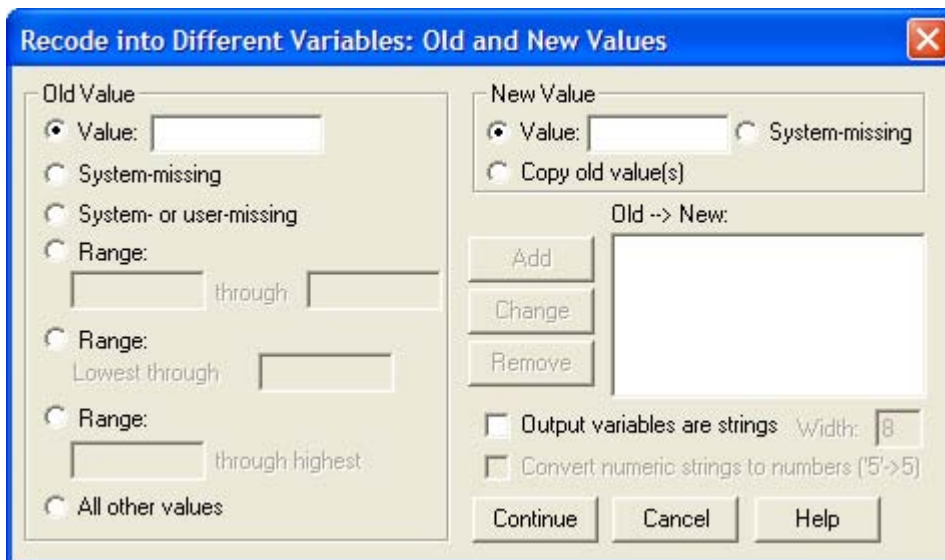 Recode into Different Variables: Old and New Values
Old Value
Value:
System-missing
System- or user-missing
Range:
through
Range:
Lowest through
Range:
through highest
All other values
New Value
Value: System-missing
Copy old value(s)
Old --> New:
Add
Change
Remove
Output variables are strings Width: 8
Convert numeric strings to numbers ('5'->5)
Continue Cancel Help